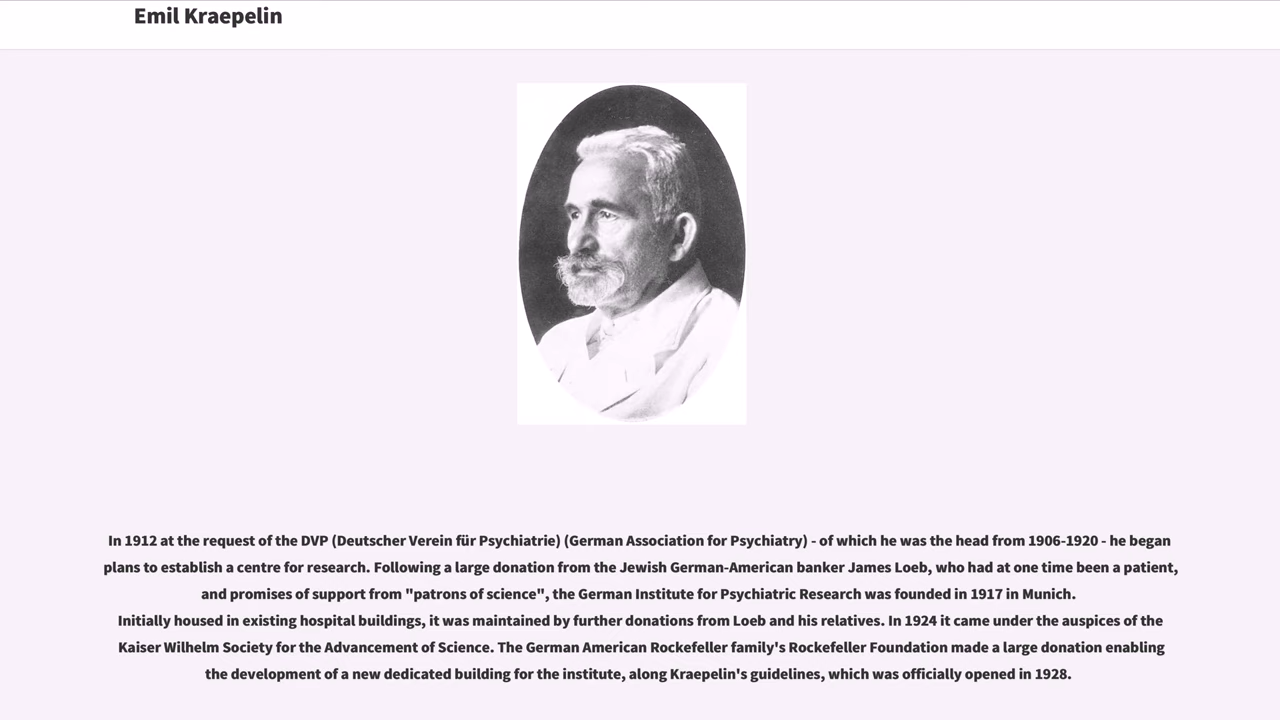 Emil Kraepelin
In 1912 at the request of the DVP (Deutscher Verein für Psychiatrie) (German Association for Psychiatry) - of which he was the head from 1906-1920 - he began
plans to establish a centre for research. Following a large donation from the Jewish German-American banker James Loeb, who had at one time been a patient,
and promises of support from "patrons of science", the German Institute for Psychiatric Research was founded in 1917 in Munich.
Initially housed in existing hospital buildings, it was maintained by further donations from Loeb and his relatives. In 1924 it came under the auspices of the
Kaiser Wilhelm Society for the Advancement of Science. The German American Rockefeller family's Rockefeller Foundation made a large donation enabling
the development of a new dedicated building for the institute, along Kraepelin's guidelines, which was officially opened in 1928.